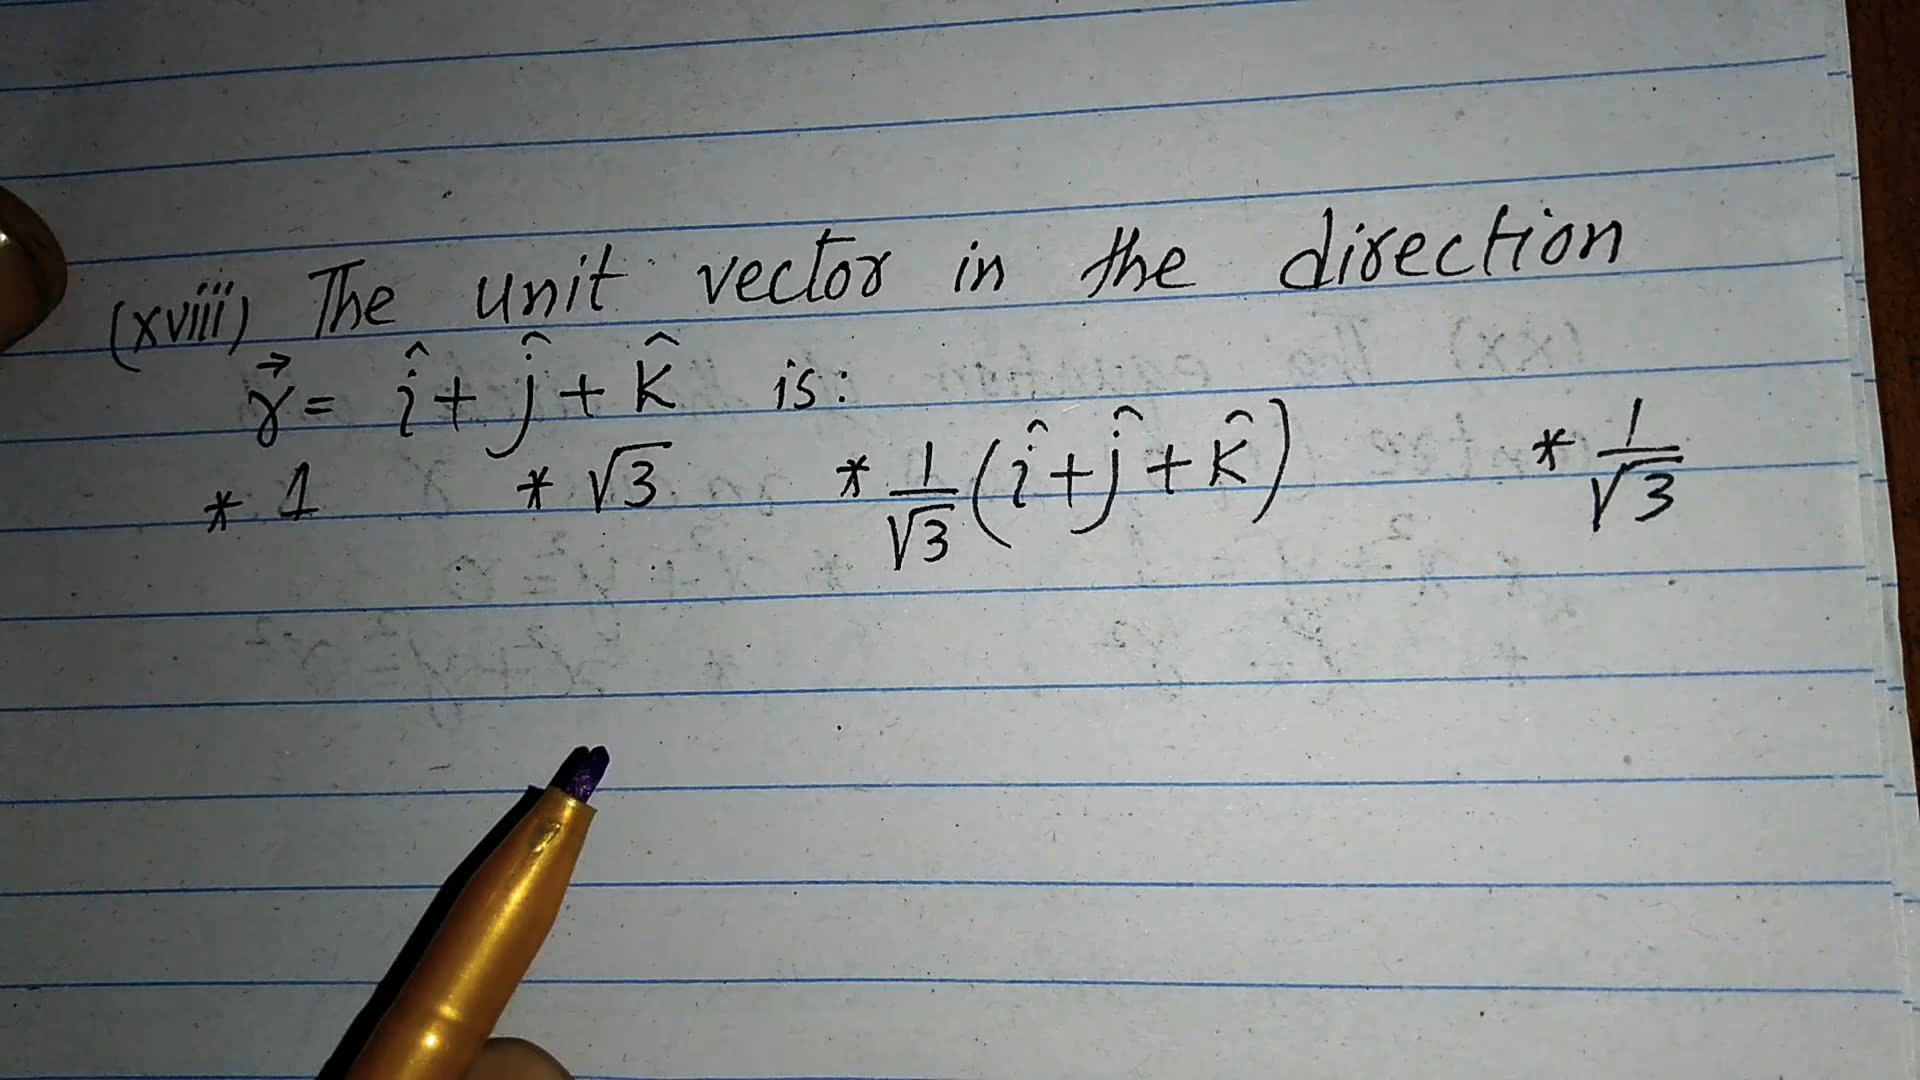 (xviii) The unit vector in the direction
r⃗ = î + ĵ + k̂ is:
* 1 * √3 * 1/√3 (î + ĵ + k̂) * 1/√3